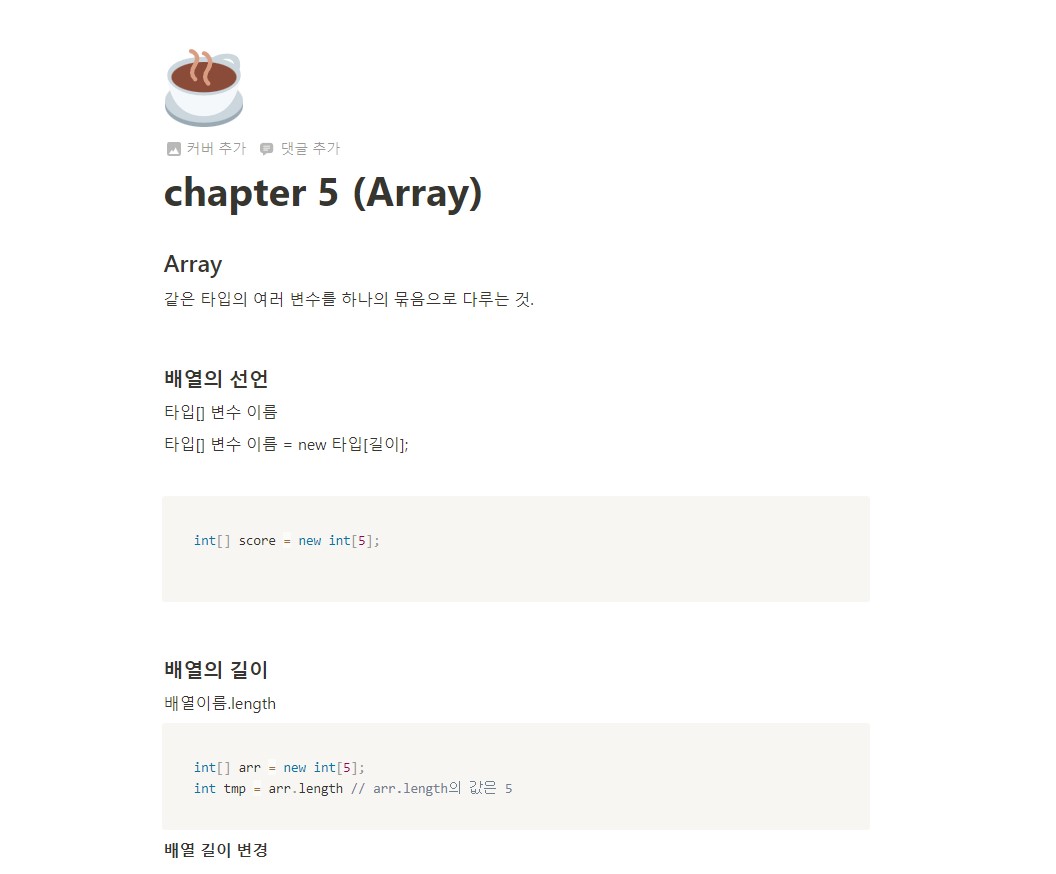 커버 추가 댓글 추가
chapter 5 (Array)
Array
같은 타입의 여러 변수를 하나의 묶음으로 다루는 것.
배열의 선언
타입[] 변수 이름
타입[] 변수 이름 = new 타입[길이];
int[] score = new int[5];
배열의 길이
배열이름.length
int[] arr = new int[5];
int tmp = arr.length // arr.length의 값은 5
배열 길이 변경